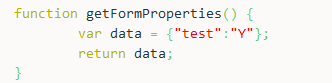 function getFormProperties() {
        var data = {"test":"Y"};
        return data;
}